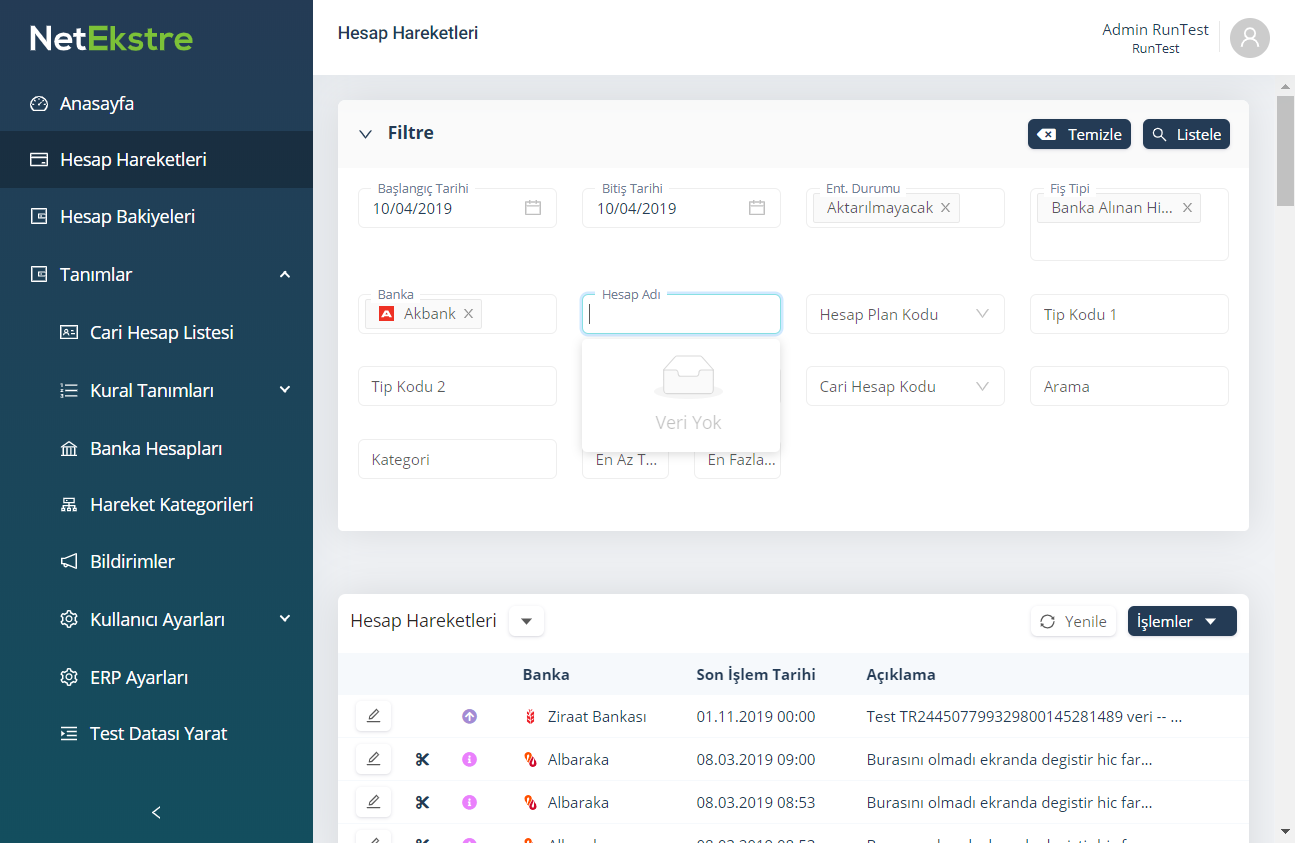 NetEkstre
Anasayfa
Hesap Hareketleri
Hesap Bakiyeleri
Tanımlar
Cari Hesap Listesi
Kural Tanımları
Banka Hesapları
Hareket Kategorileri
Bildirimler
Kullanıcı Ayarları
ERP Ayarları
Test Datası Yarat
Hesap Hareketleri
Admin RunTest
RunTest
Filtre
Temizle
Listele
Başlangıç Tarihi
10/04/2019
Bitiş Tarihi
10/04/2019
Ent. Durumu
Aktarılmayacak
Fiş Tipi
Banka Alınan Hi...
Banka
Akbank
Hesap Adı
Hesap Plan Kodu
Tip Kodu 1
Tip Kodu 2
Veri Yok
Cari Hesap Kodu
Arama
Kategori
En Az T...
En Fazla...
Hesap Hareketleri
Yenile
İşlemler
Banka Son İşlem Tarihi Açıklama
Ziraat Bankası 01.11.2019 00:00 Test TR244507799329800145281489 veri -- ...
Albaraka 08.03.2019 09:00 Burasını olmadı ekranda degistir hic far...
Albaraka 08.03.2019 08:53 Burasını olmadı ekranda degistir hic far...